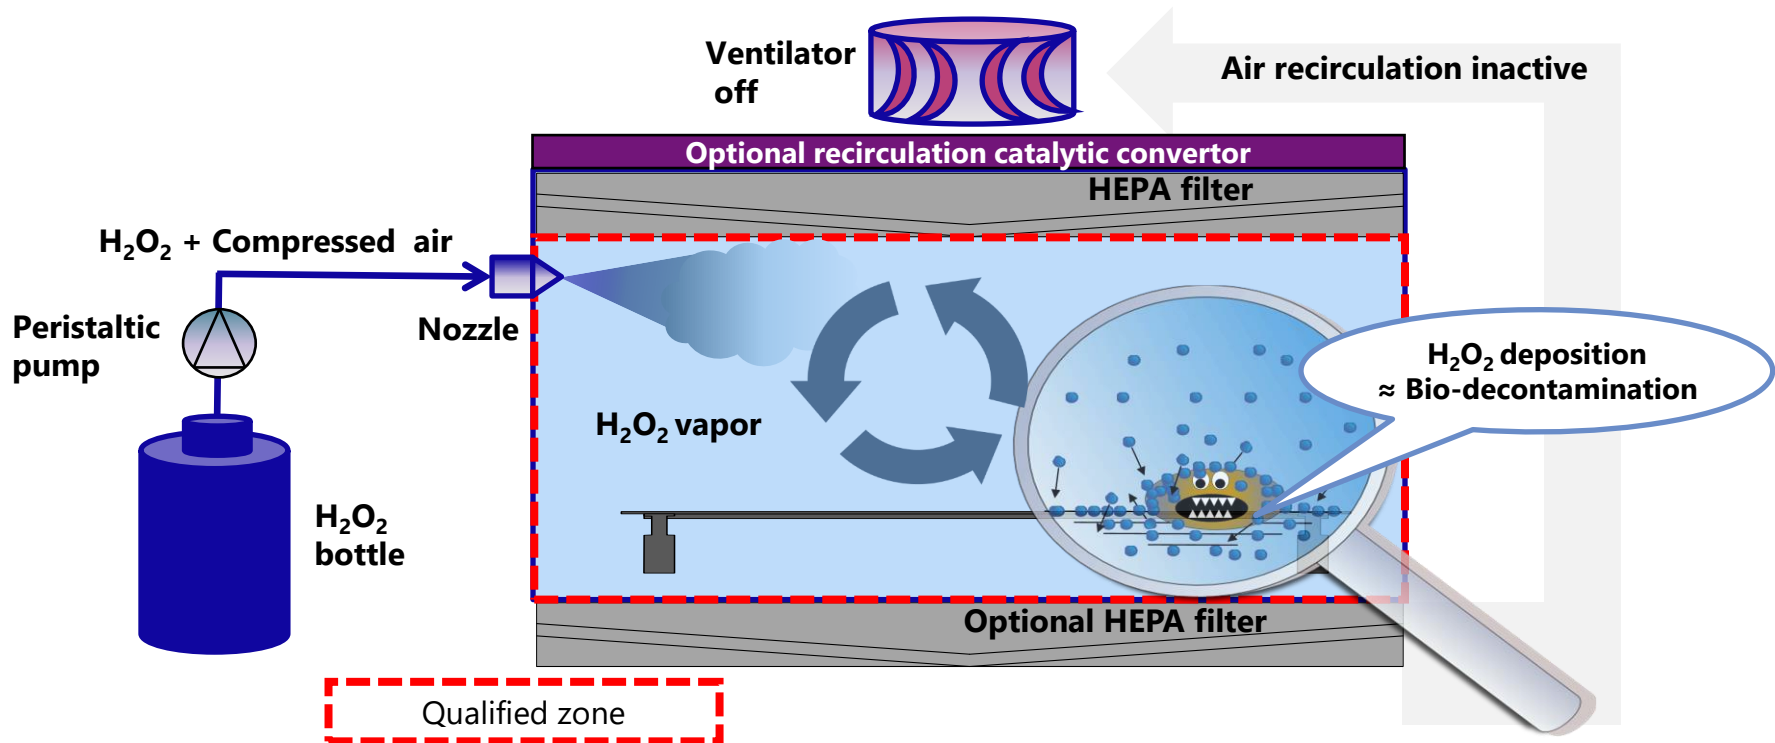 Ventilator
off
Air recirculation inactive
Optional recirculation catalytic convertor
HEPA filter
H₂O₂ + Compressed air
Peristaltic
pump
Nozzle
H₂O₂ deposition
≈ Bio-decontamination
H₂O₂ vapor
H₂O₂
bottle
Optional HEPA filter
Qualified zone